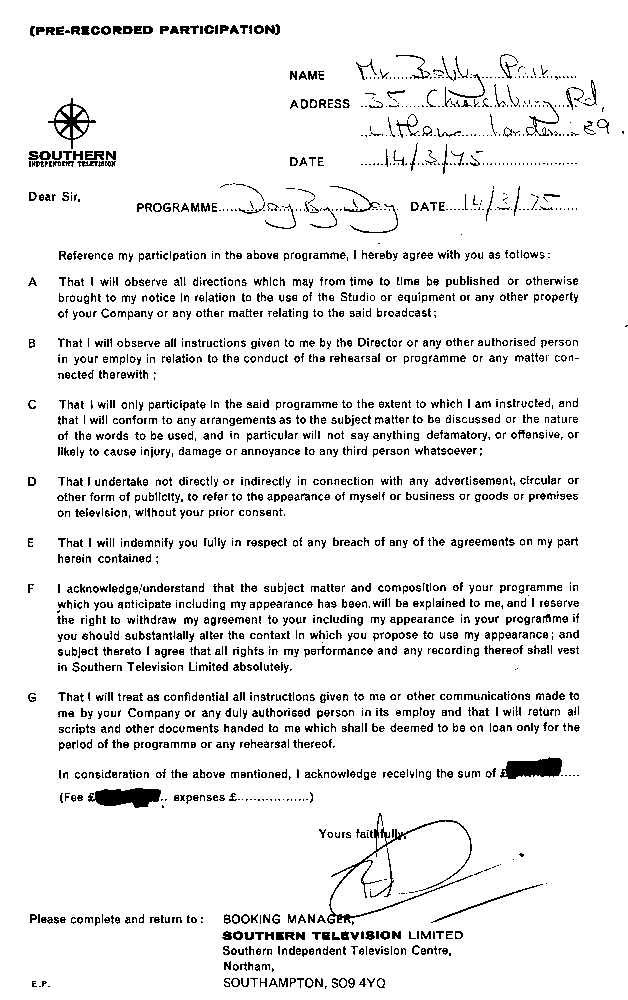 (PRE-RECORDED PARTICIPATION)
NAME Mr Bobby
ADDRESS 35 Churchbury Rd,
London
SOUTHERN
INDEPENDENT TELEVISION
DATE 14/3/75
Dear Sir,
PROGRAMME Day By Day DATE 14/3/75
Reference my participation in the above programme, I hereby agree with you as follows:
A That I will observe all directions which may from time to time be published or otherwise
brought to my notice in relation to the use of the Studio or equipment or any other property
of your Company or any other matter relating to the said broadcast;
B That I will observe all instructions given to me by the Director or any other authorised person
in your employ in relation to the conduct of the rehearsal or programme or any matter con-
nected therewith;
C That I will only participate in the said programme to the extent to which I am instructed, and
that I will conform to any arrangements as to the subject matter to be discussed or the nature
of the words to be used, and in particular will not say anything defamatory, or offensive, or
likely to cause injury, damage or annoyance to any third person whatsoever;
D That I undertake not directly or indirectly in connection with any advertisement, circular or
other form of publicity, to refer to the appearance of myself or business or goods or premises
on television, without your prior consent.
E That I will indemnify you fully in respect of any breach of any of the agreements on my part
herein contained;
F I acknowledge/understand that the subject matter and composition of your programme in
which you anticipate including my appearance has been/will be explained to me, and I reserve
the right to withdraw my agreement to your including my appearance in your programme if
you should substantially alter the context in which you propose to use my appearance; and
subject thereto I agree that all rights in my performance and any recording thereof shall vest
in Southern Television Limited absolutely.
G That I will treat as confidential all instructions given to me or other communications made to
me by your Company or any duly authorised person in its employ and that I will return all
scripts and other documents handed to me which shall be deemed to be on loan only for the
period of the programme or any rehearsal thereof.
In consideration of the above mentioned, I acknowledge receiving the sum of £
(Fee £ expenses £..................)
Yours faithfully,
Please complete and return to: BOOKING MANAGER,
SOUTHERN TELEVISION LIMITED
Southern Independent Television Centre,
Northam,
E.P. SOUTHAMPTON, SO9 4YQ